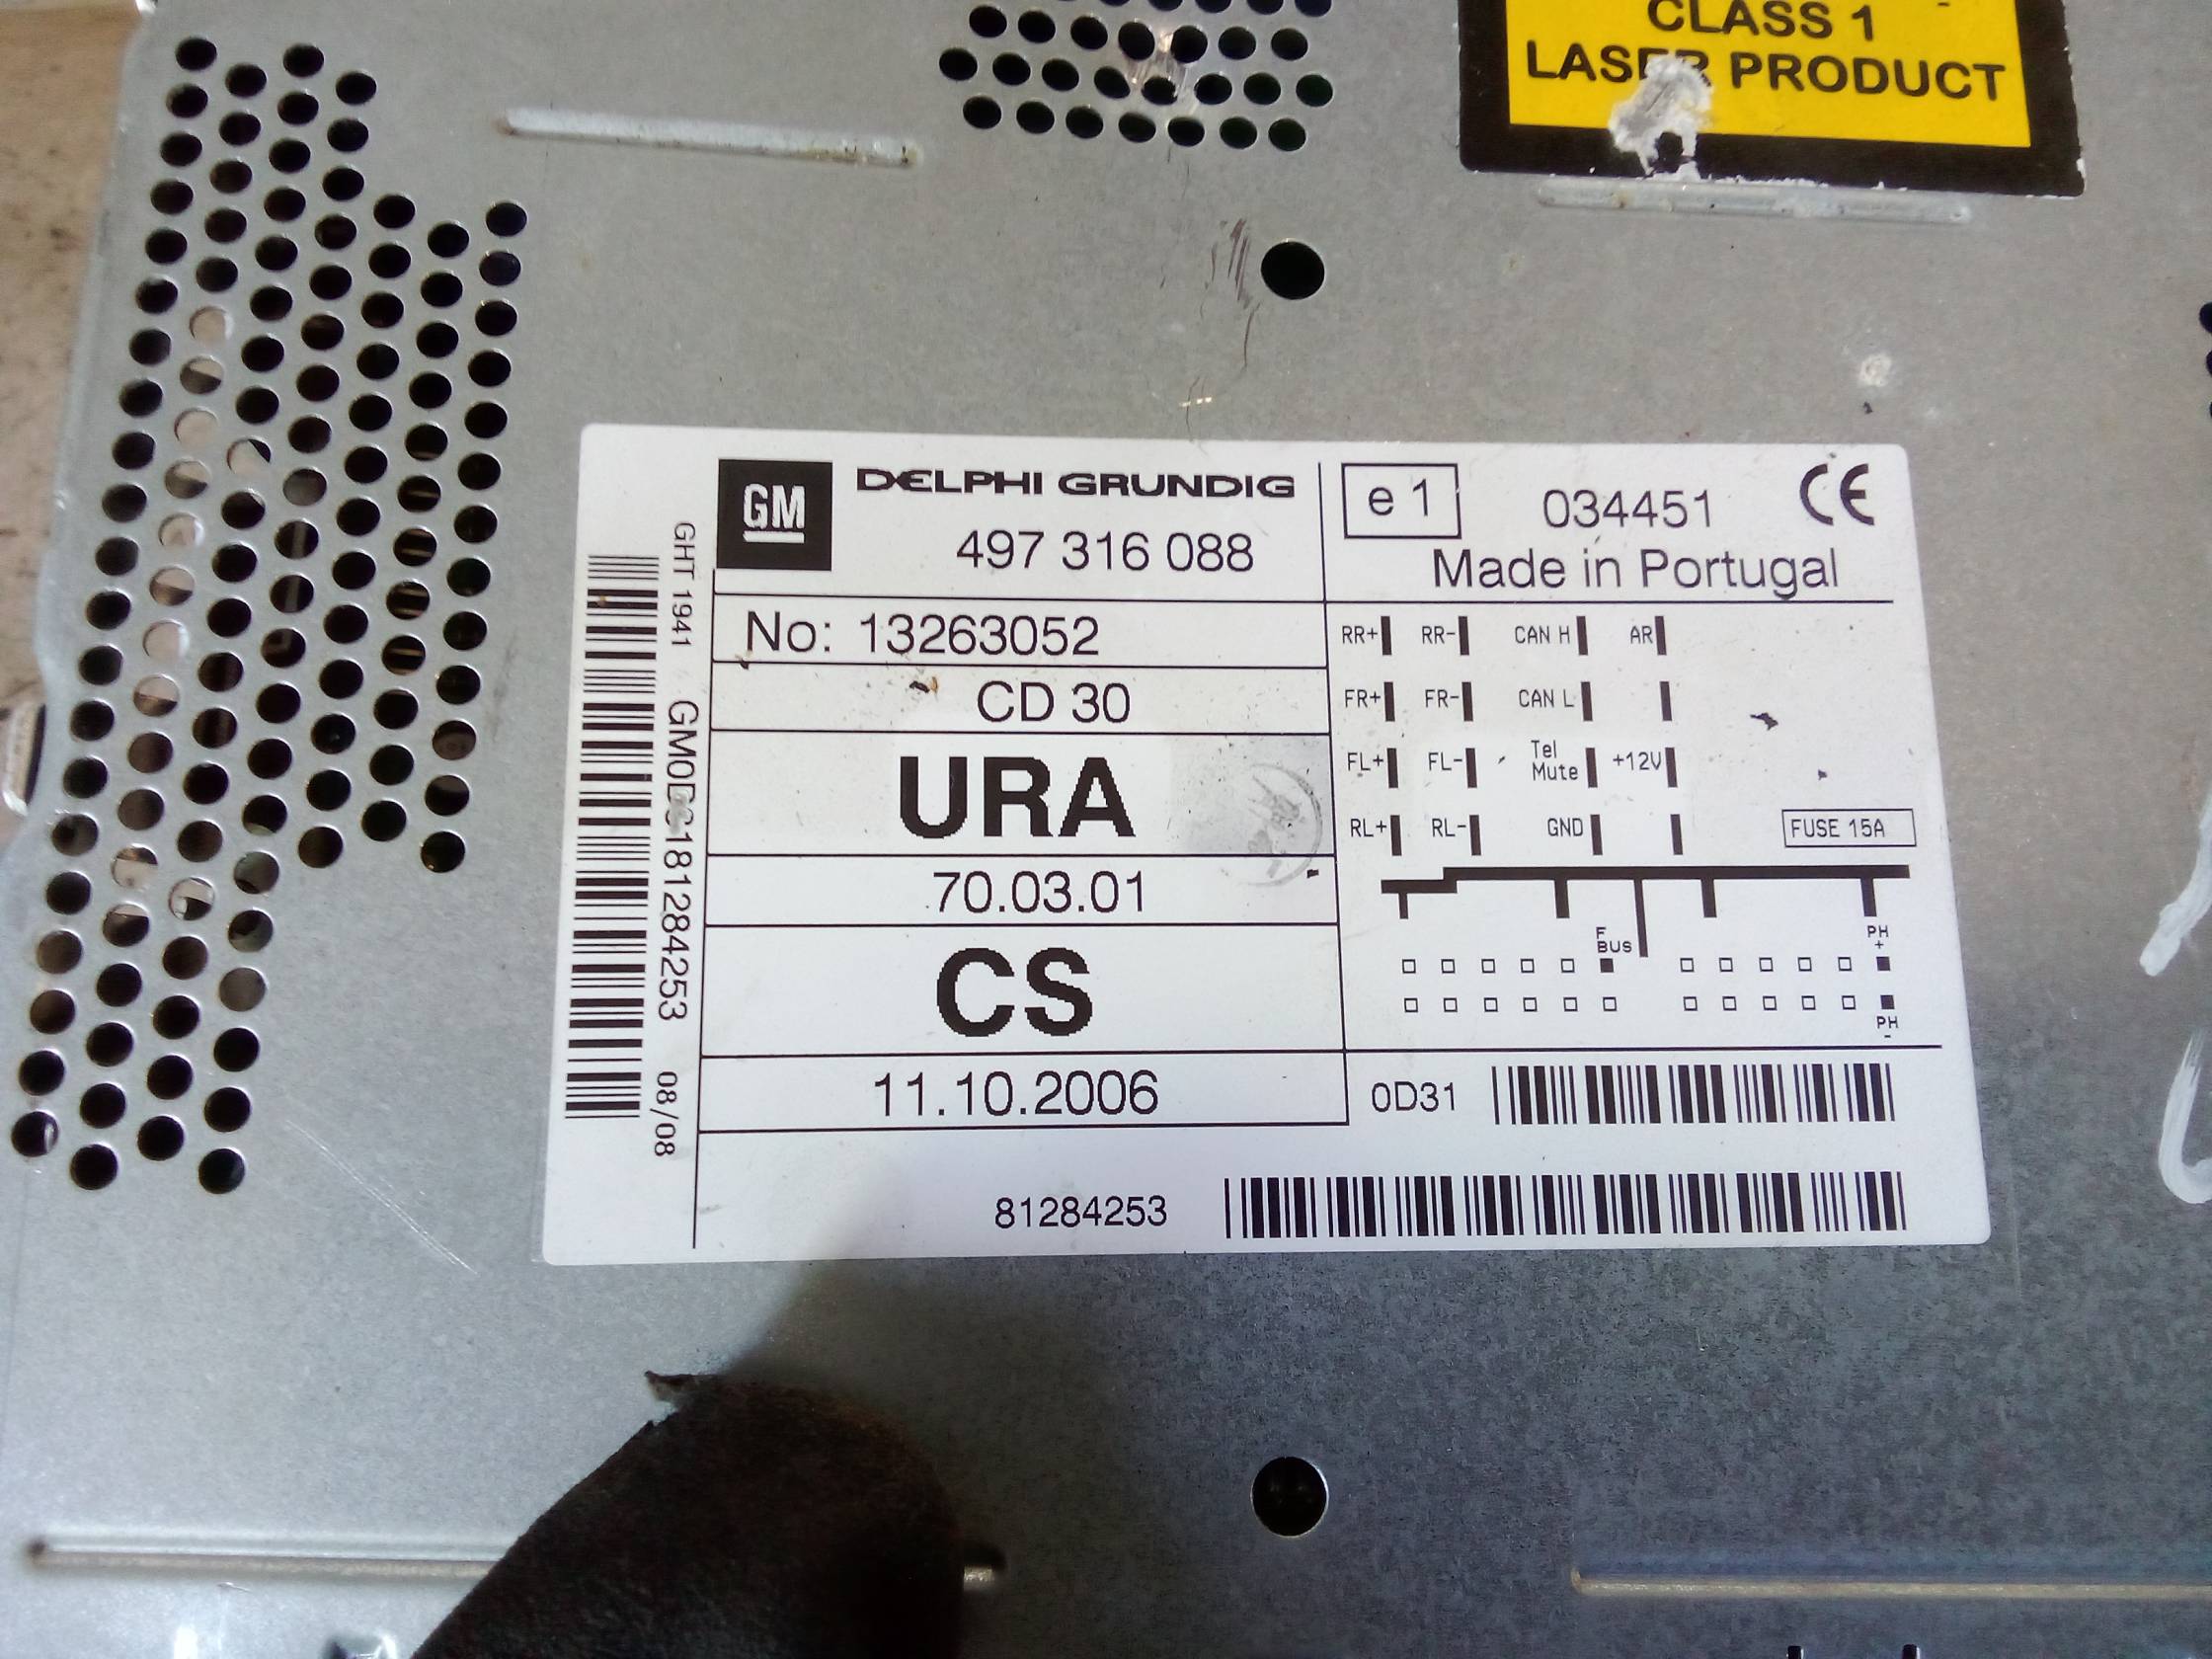 CLASS 1
LASER PRODUCT
GM
DELPHI GRUNDIG
497 316 088
e 1
034451
CE
Made in Portugal
No: 13263052
CD 30
URA
70.03.01
CS
11.10.2006
RR+ RR- CAN H AR
FR+ FR- CAN L
FL+ FL- Tel Mute +12V
RL+ RL- GND
FUSE 15A
F BUS
PH +
PH -
0D31
81284253
GHT 1941 08/08